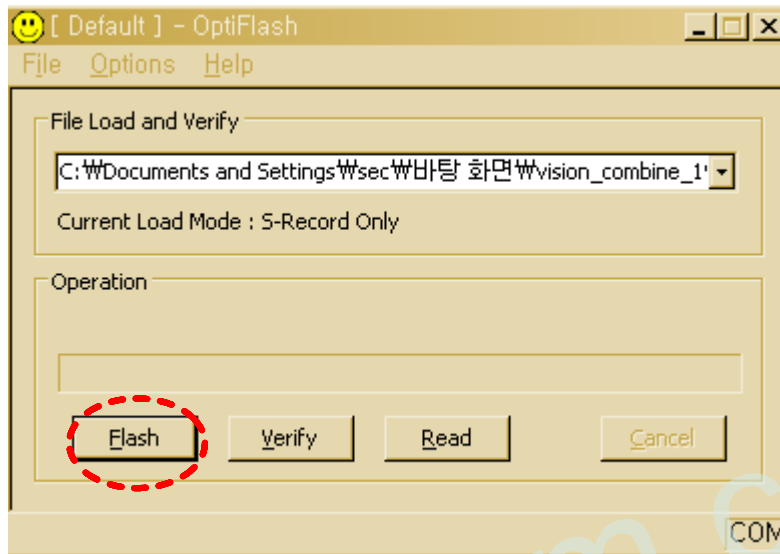 [ Default ] - OptiFlash
File Options Help
File Load and Verify
C:₩Documents and Settings₩sec₩바탕 화면₩vision_combine_1
Current Load Mode : S-Record Only
Operation
Flash Verify Read Cancel
COM